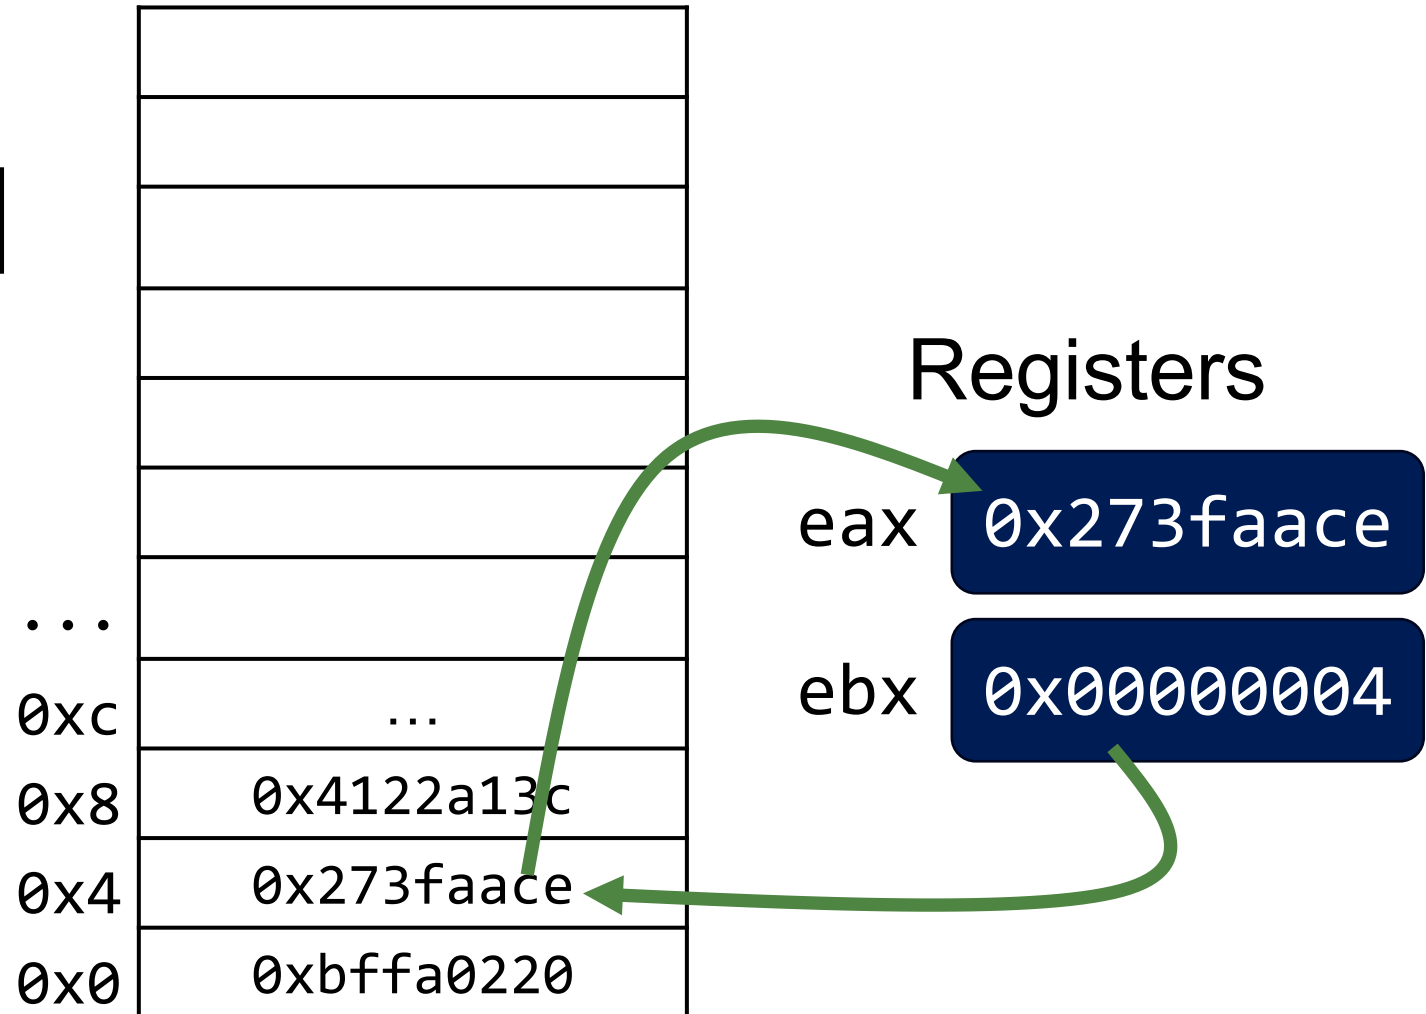 Registers
eax 0x273faace
ebx 0x00000004
...
0xc ...
0x8 0x4122a13c
0x4 0x273faace
0x0 0xbffa0220